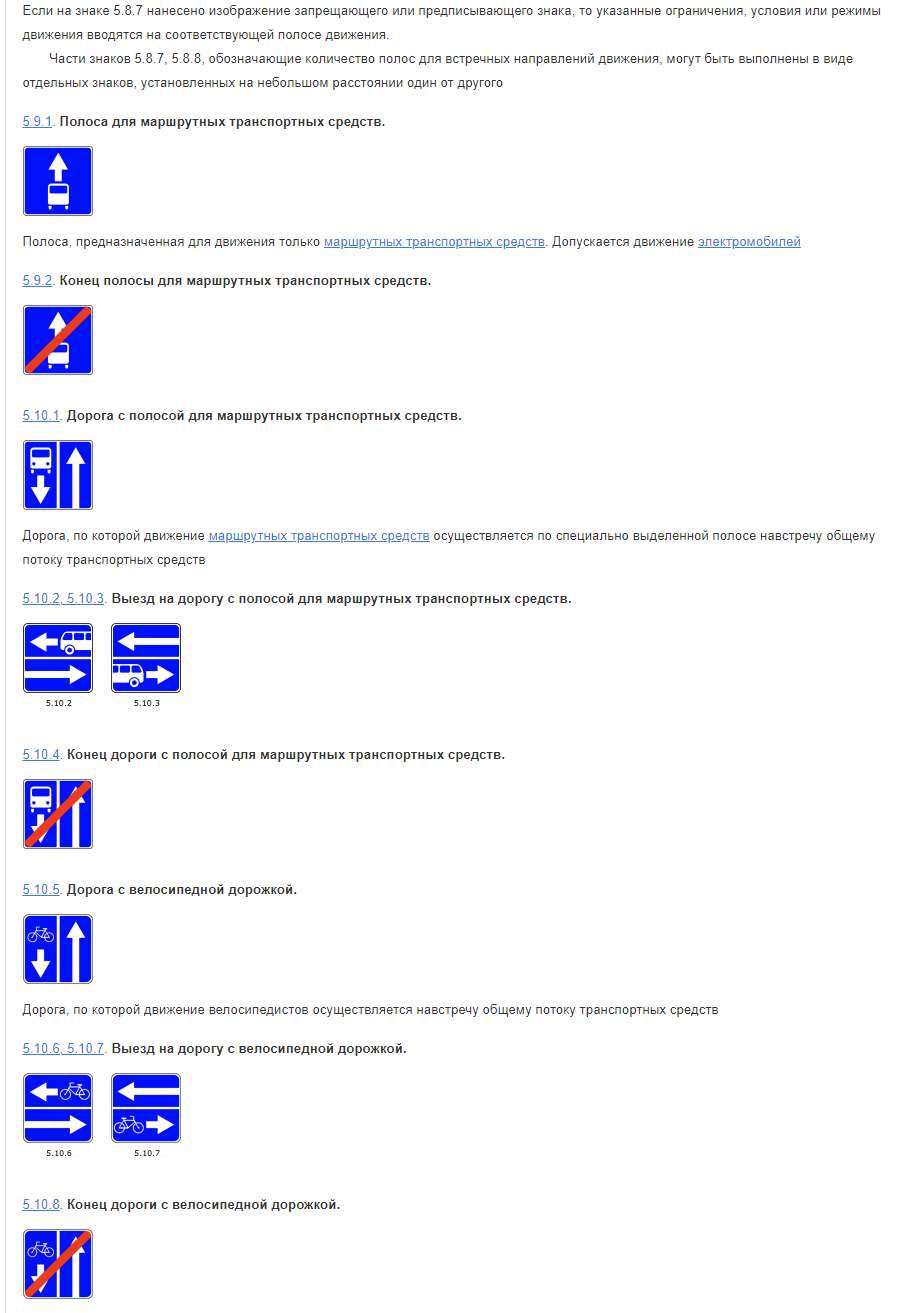 Если на знаке 5.8.7 нанесено изображение запрещающего или предписывающего знака, то указанные ограничения, условия или режимы
движения вводятся на соответствующей полосе движения.
Части знаков 5.8.7, 5.8.8, обозначающие количество полос для встречных направлений движения, могут быть выполнены в виде
отдельных знаков, установленных на небольшом расстоянии один от другого
5.9.1. Полоса для маршрутных транспортных средств.
Полоса, предназначенная для движения только маршрутных транспортных средств. Допускается движение электромобилей
5.9.2. Конец полосы для маршрутных транспортных средств.
5.10.1. Дорога с полосой для маршрутных транспортных средств.
Дорога, по которой движение маршрутных транспортных средств осуществляется по специально выделенной полосе навстречу общему
потоку транспортных средств
5.10.2, 5.10.3. Выезд на дорогу с полосой для маршрутных транспортных средств.
5.10.2 5.10.3
5.10.4. Конец дороги с полосой для маршрутных транспортных средств.
5.10.5. Дорога с велосипедной дорожкой.
Дорога, по которой движение велосипедистов осуществляется навстречу общему потоку транспортных средств
5.10.6, 5.10.7. Выезд на дорогу с велосипедной дорожкой.
5.10.6 5.10.7
5.10.8. Конец дороги с велосипедной дорожкой.